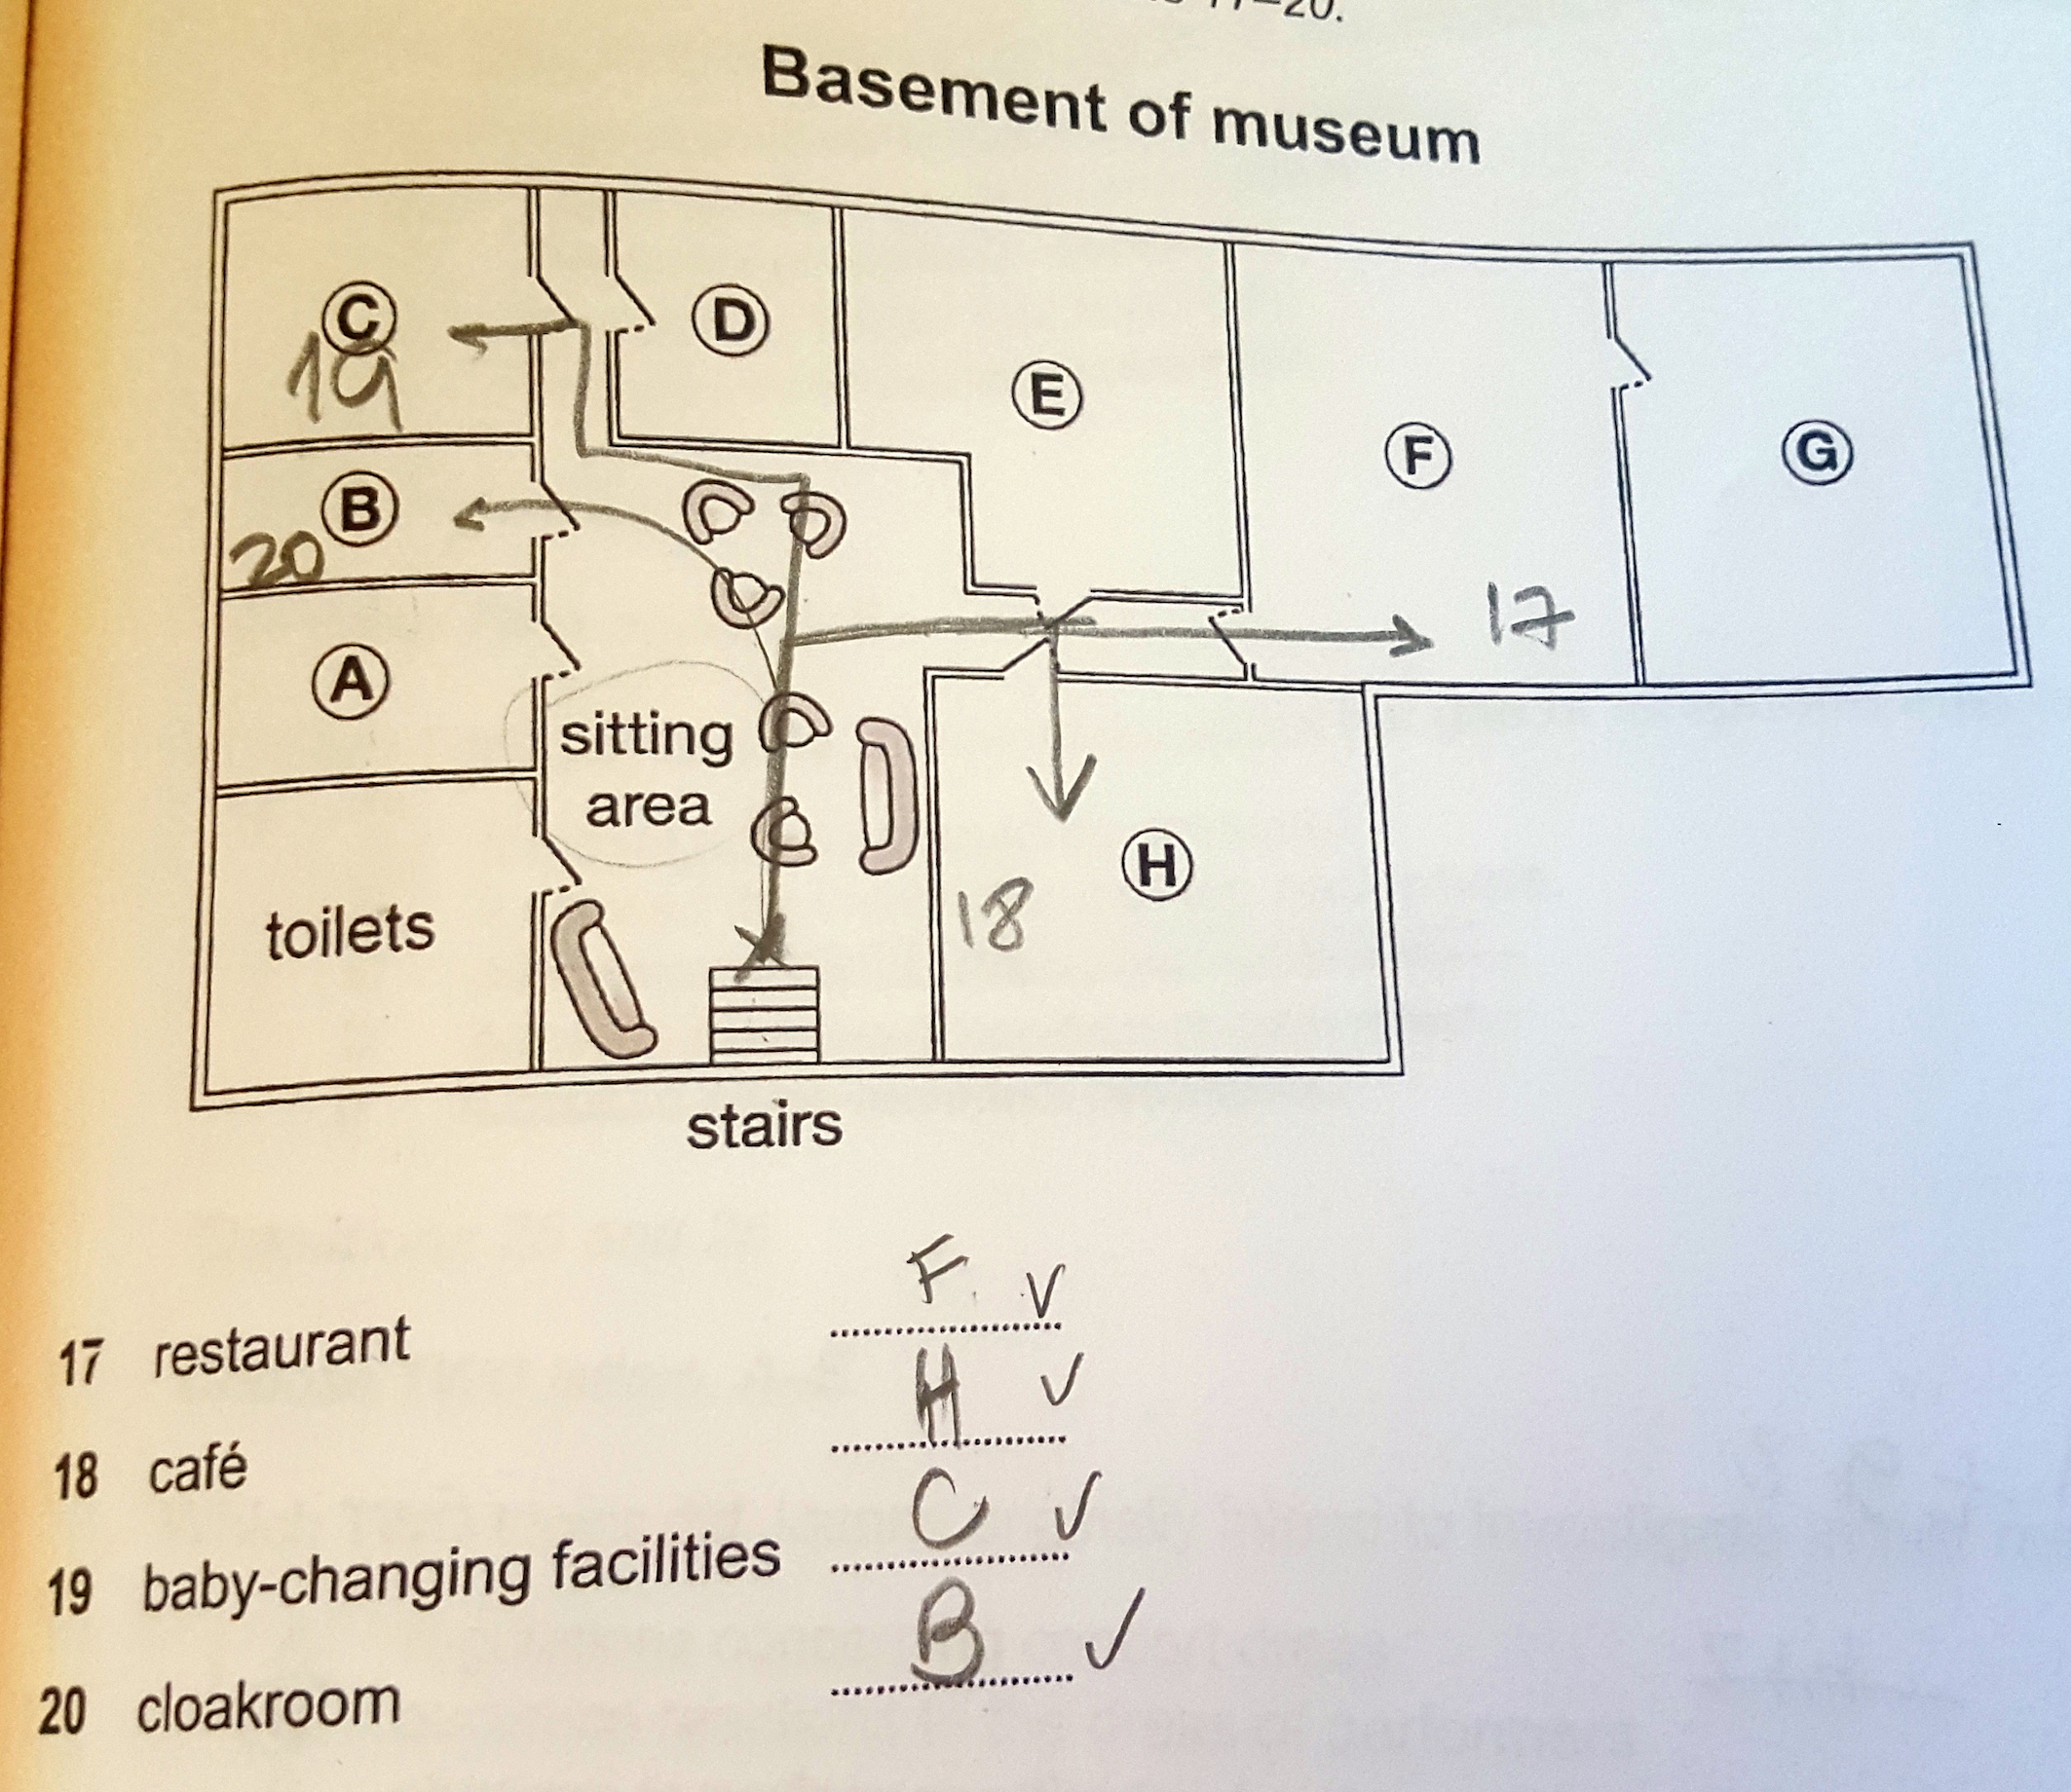 17–20.
Basement of museum
C
19
D
E
F
G
B
20
17
A
sitting
area
H
18
toilets
stairs
17 restaurant F ✓
18 café H ✓
19 baby-changing facilities C ✓
20 cloakroom B ✓